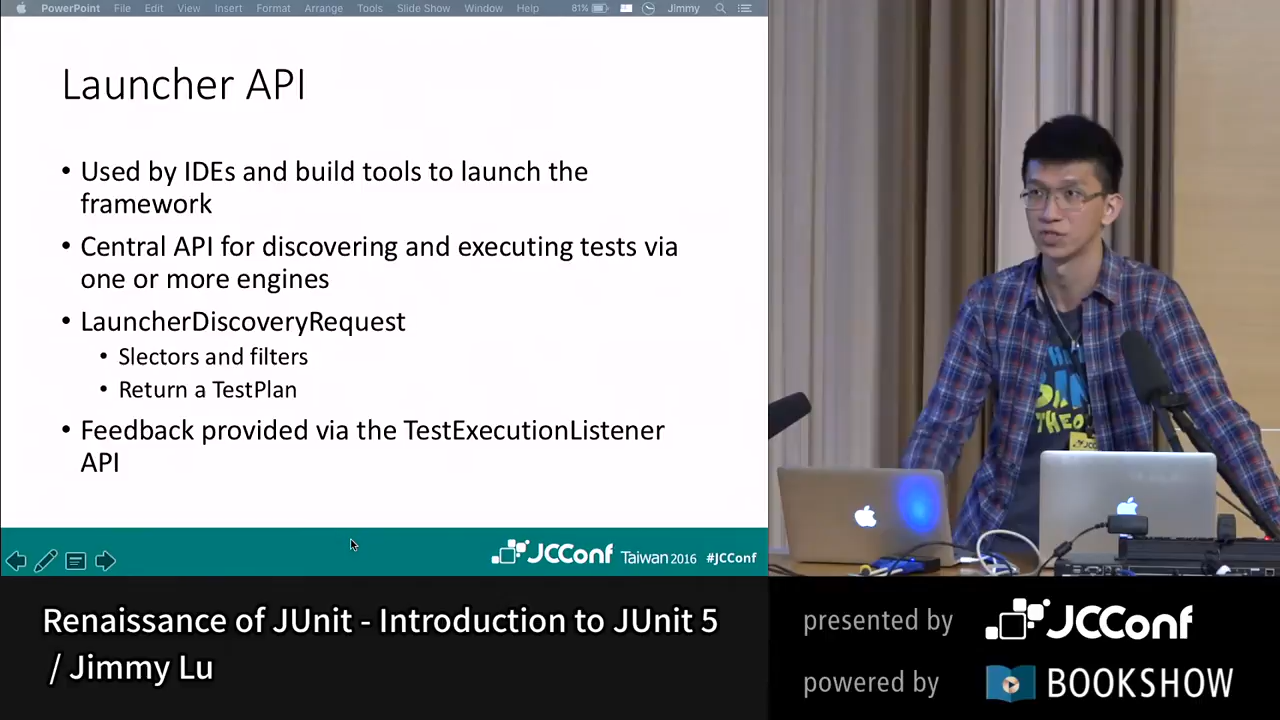 PowerPoint File Edit View Insert Format Arrange Tools Slide Show Window Help 81% Jimmy
Launcher API
• Used by IDEs and build tools to launch the
framework
• Central API for discovering and executing tests via
one or more engines
• LauncherDiscoveryRequest
• Slectors and filters
• Return a TestPlan
• Feedback provided via the TestExecutionListener
API
JCConf Taiwan 2016 #JCConf
THEO
Renaissance of JUnit - Introduction to JUnit 5
/ Jimmy Lu
presented by JCConf
powered by BOOKSHOW